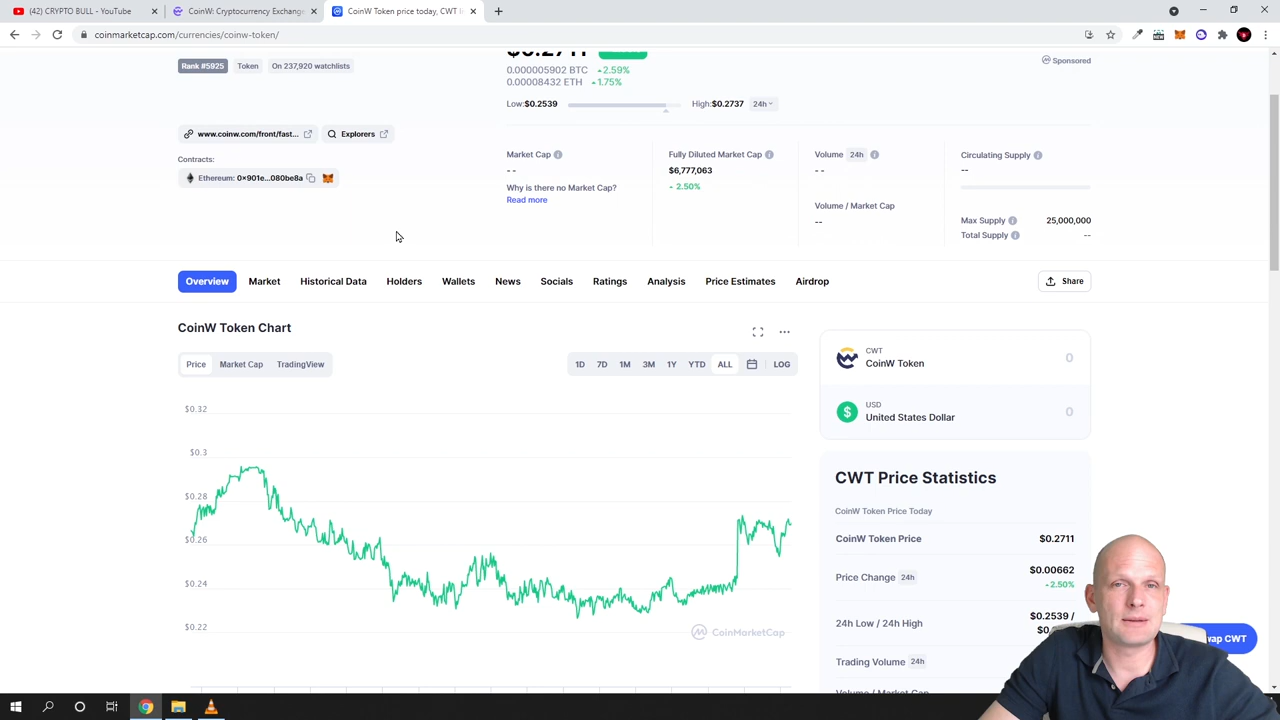 (42) CRYPTO BULL - YouTube
CoinW: Cryptocurrency Exchange
CoinW Token price today, CWT
coinmarketcap.com/currencies/coinw-token/
$0.2711
Rank #5925
Token
On 237,920 watchlists
0.000005902 BTC
2.59%
0.00008432 ETH
1.75%
Sponsored
Low:$0.2539
High:$0.2737
24h
www.coinw.com/front/fast...
Explorers
Contracts:
Ethereum: 0x901e...080be8a
Market Cap
- -
Why is there no Market Cap?
Read more
Fully Diluted Market Cap
$6,777,063
2.50%
Volume 24h
- -
Volume / Market Cap
--
Circulating Supply
--
Max Supply
25,000,000
Total Supply
--
Overview
Market
Historical Data
Holders
Wallets
News
Socials
Ratings
Analysis
Price Estimates
Airdrop
Share
CoinW Token Chart
Price
Market Cap
TradingView
1D
7D
1M
3M
1Y
YTD
ALL
LOG
$0.32
$0.3
$0.28
$0.26
$0.24
$0.22
CoinMarketCap
CWT
CoinW Token
0
USD
United States Dollar
0
CWT Price Statistics
CoinW Token Price Today
CoinW Token Price
$0.2711
Price Change 24h
$0.00662
2.50%
24h Low / 24h High
$0.2539 /
Trading Volume 24h
Volume / Market Cap
CWT